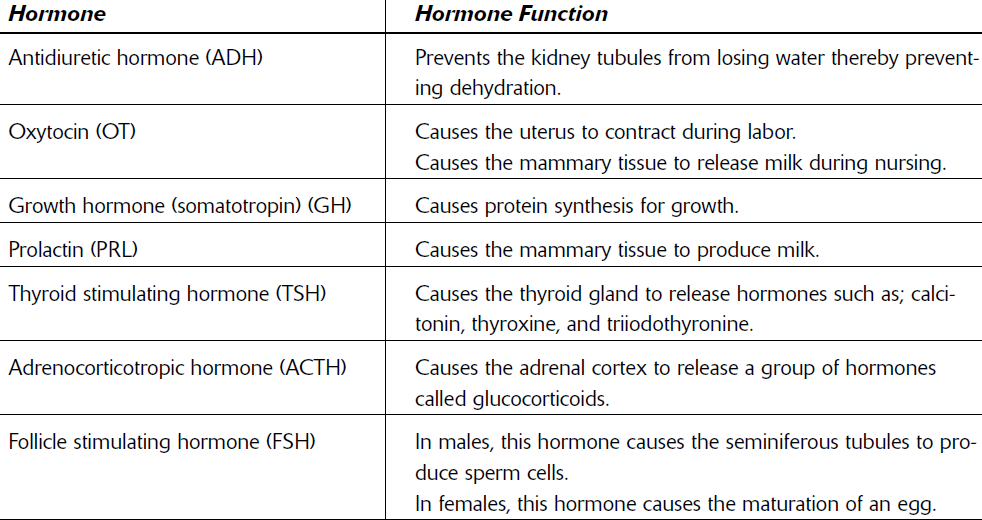 Hormone Hormone Function
Antidiuretic hormone (ADH) Prevents the kidney tubules from losing water thereby prevent-
ing dehydration.
Oxytocin (OT) Causes the uterus to contract during labor.
Causes the mammary tissue to release milk during nursing.
Growth hormone (somatotropin) (GH) Causes protein synthesis for growth.
Prolactin (PRL) Causes the mammary tissue to produce milk.
Thyroid stimulating hormone (TSH) Causes the thyroid gland to release hormones such as; calci-
tonin, thyroxine, and triiodothyronine.
Adrenocorticotropic hormone (ACTH) Causes the adrenal cortex to release a group of hormones
called glucocorticoids.
Follicle stimulating hormone (FSH) In males, this hormone causes the seminiferous tubules to pro-
duce sperm cells.
In females, this hormone causes the maturation of an egg.